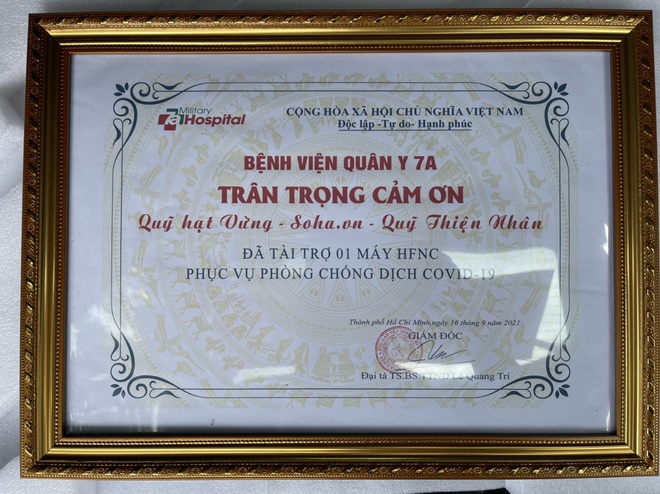 Military
7a Hospital
CỘNG HÒA XÃ HỘI CHỦ NGHĨA VIỆT NAM
Độc lập -Tự do- Hạnh phúc
BỆNH VIỆN QUÂN Y 7A
TRÂN TRỌNG CẢM ƠN
Quỹ hạt Vừng - Soha.vn - Quỹ Thiện Nhân
ĐÃ TÀI TRỢ 01 MÁY HFNC
PHỤC VỤ PHÒNG CHỐNG DỊCH COVID-19
Thành phố Hồ Chí Minh,ngày 16 tháng 9 năm 2021
GIÁM ĐỐC
Đại tá TS.BS.TTND Lê Quang Trí